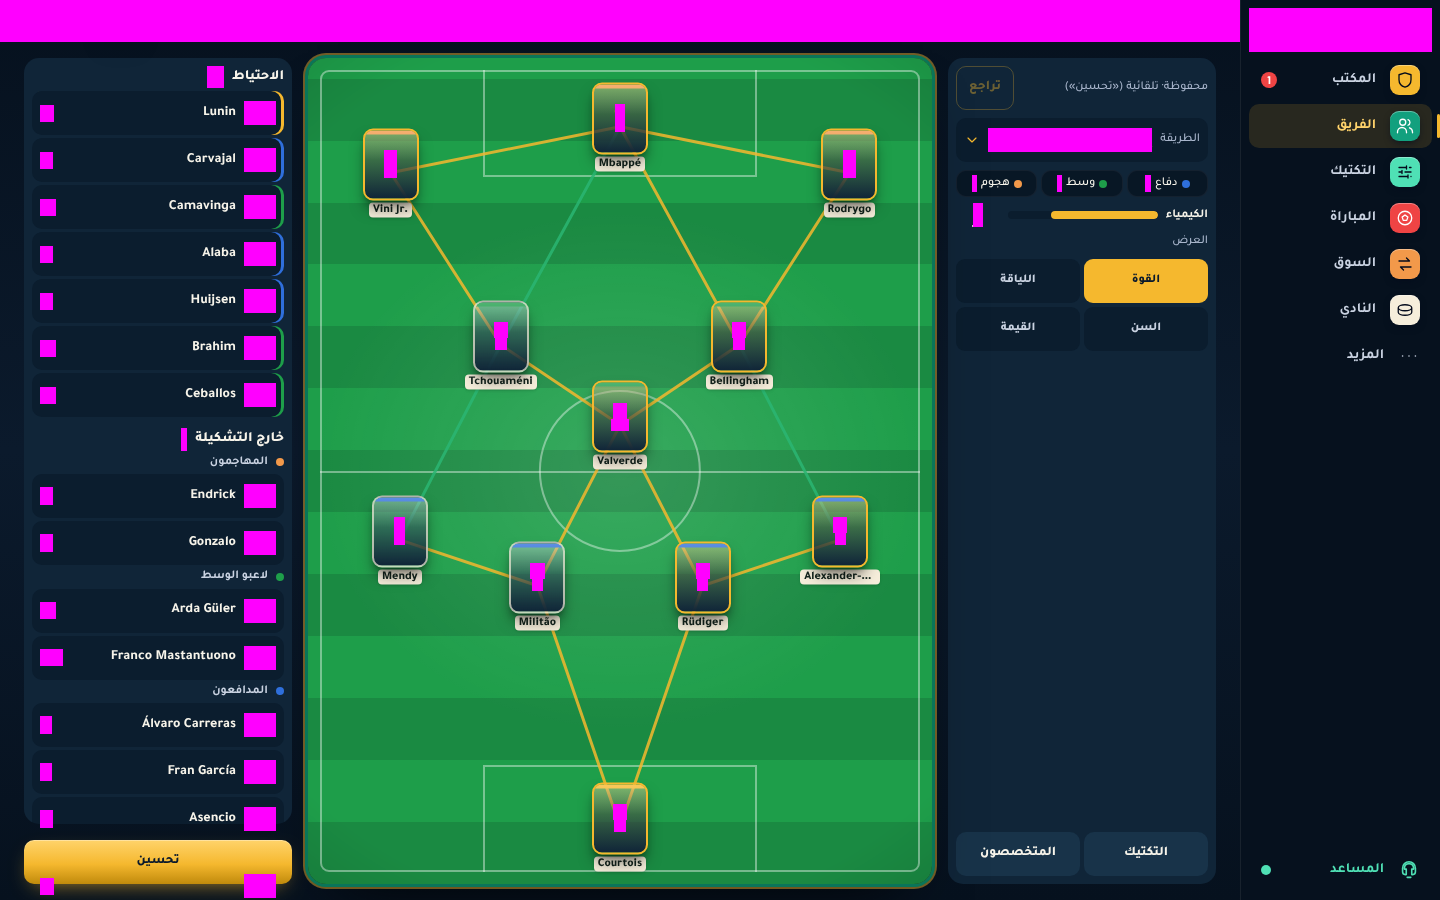 المكتب
1
الفريق
التكتيك
المباراة
السوق
النادي
المزيد
المساعد
محفوظة· تلقائية («تحسين»)
تراجع
الطريقة
دفاع
وسط
هجوم
الكيمياء
العرض
القوة
اللياقة
السن
القيمة
التكتيك
المتخصصون
Mbappé
Vini Jr.
Rodrygo
Tchouaméni
Bellingham
Valverde
Mendy
Alexander-...
Militão
Rüdiger
Courtois
الاحتياط
Lunin
Carvajal
Camavinga
Alaba
Huijsen
Brahim
Ceballos
خارج التشكيلة
المهاجمون
Endrick
Gonzalo
لاعبو الوسط
Arda Güler
Franco Mastantuono
المدافعون
Álvaro Carreras
Fran García
Asencio
تحسين